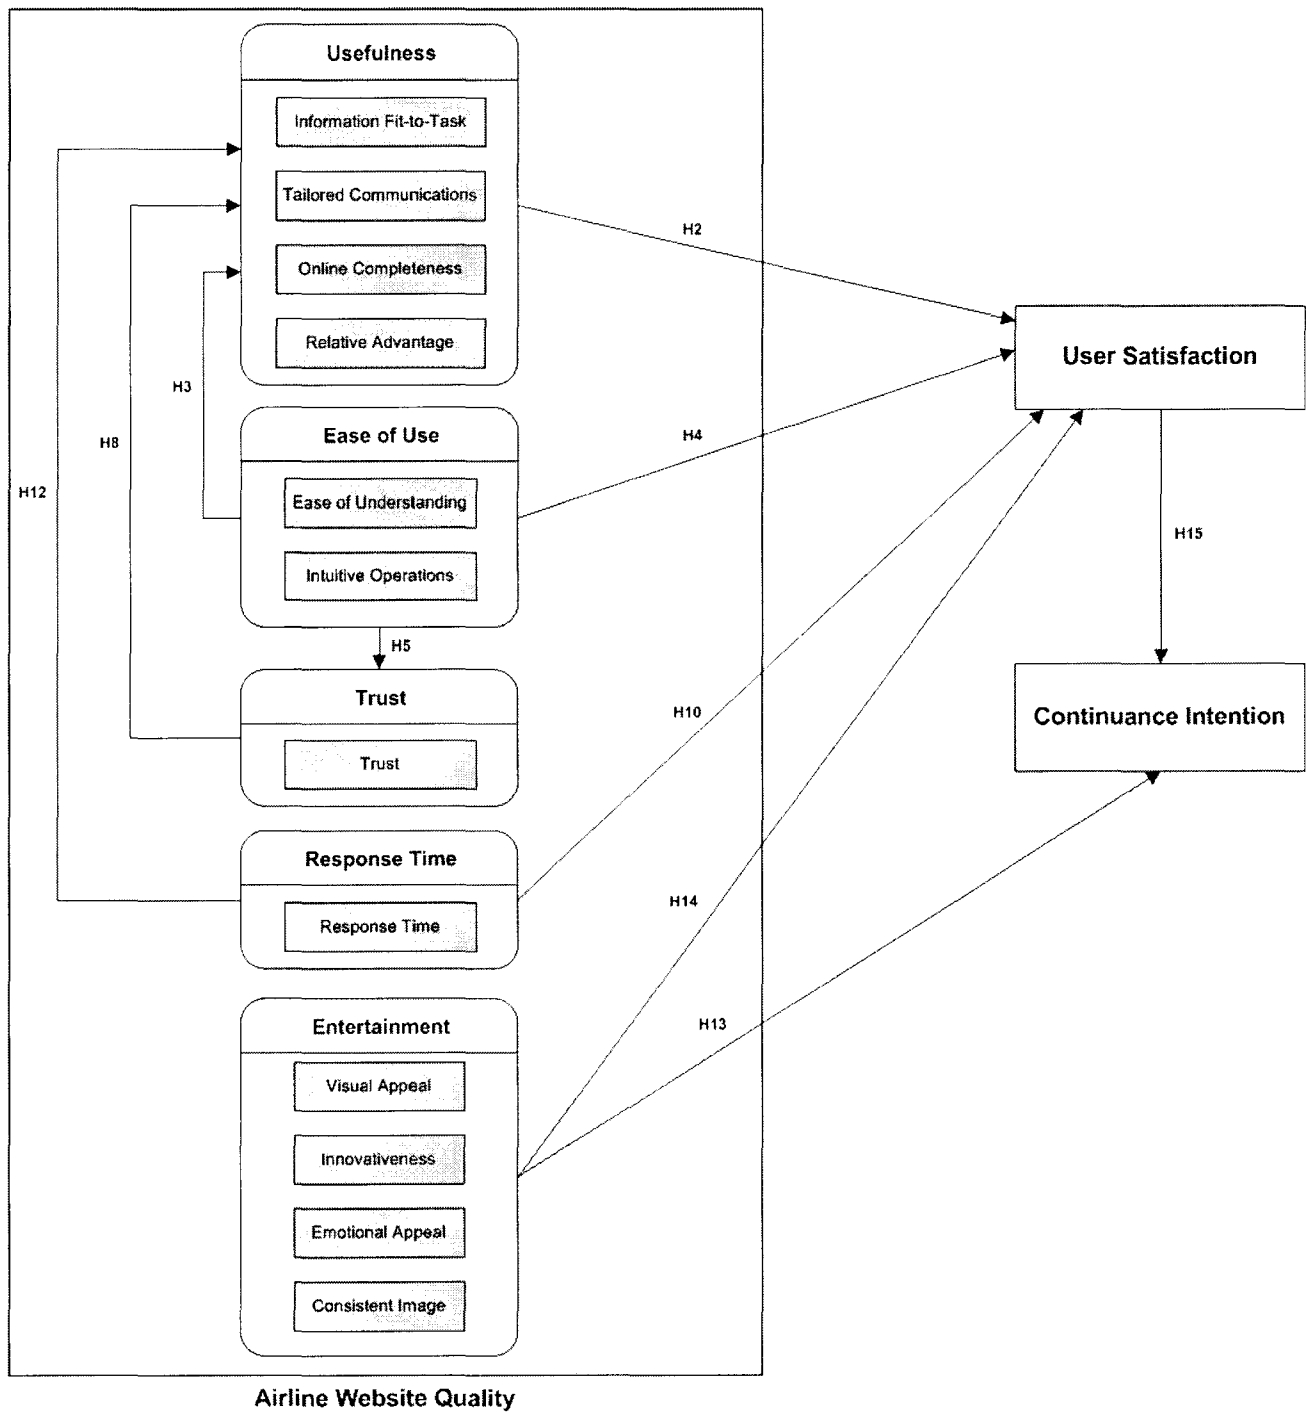 Usefulness
Information Fit-to-Task
Tailored Communications
H2
Online Completeness
Relative Advantage
User Satisfaction
H3
Ease of Use
H8
H4
H12
Ease of Understanding
H15
Intuitive Operations
H5
Trust
H10
Continuance Intention
Trust
Response Time
H14
Response Time
Entertainment
H13
Visual Appeal
Innovativeness
Emotional Appeal
Consistent Image
Airline Website Quality